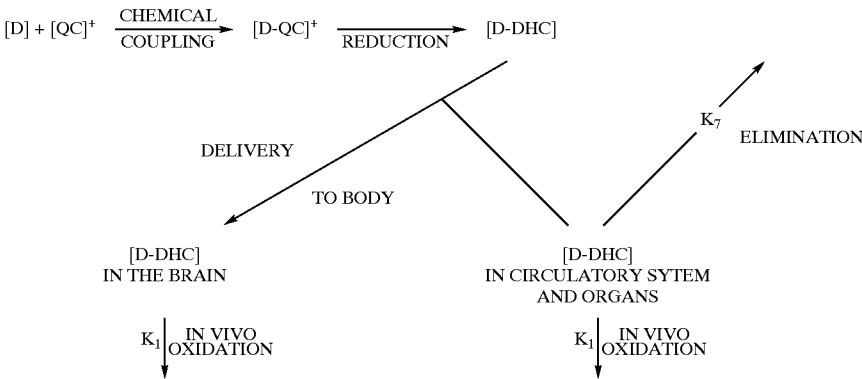 [D] + [QC]⁺ CHEMICAL COUPLING [D-QC]⁺ REDUCTION [D-DHC]
DELIVERY
TO BODY
K₇
ELIMINATION
[D-DHC]
IN THE BRAIN
[D-DHC]
IN CIRCULATORY SYTEM
AND ORGANS
K₁ IN VIVO
OXIDATION
K₁ IN VIVO
OXIDATION